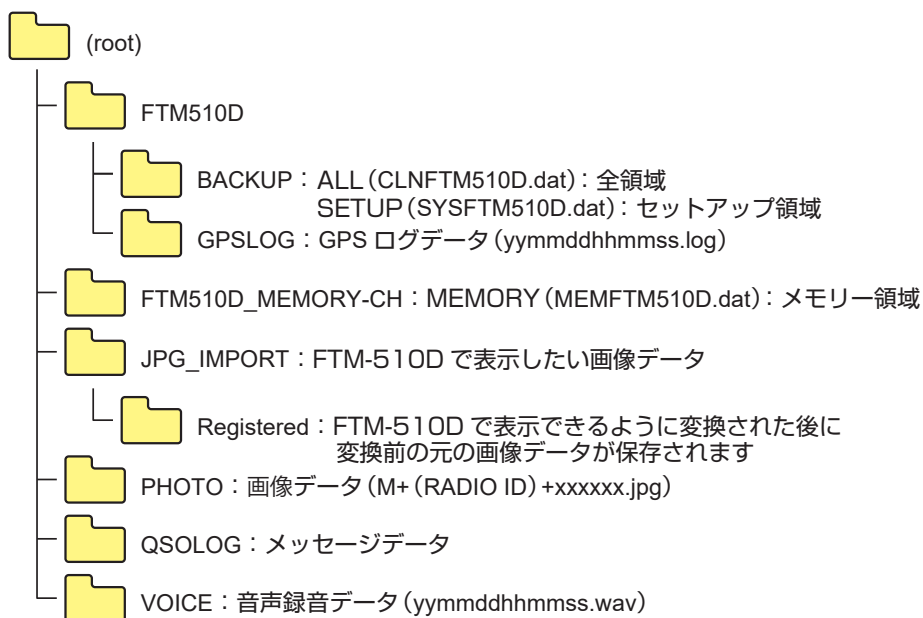 (root)
FTM510D
BACKUP：ALL（CLNFTM510D.dat）：全領域
SETUP（SYSFTM510D.dat）：セットアップ領域
GPSLOG：GPS ログデータ（yymmddhhmmss.log）
FTM510D_MEMORY-CH：MEMORY（MEMFTM510D.dat）：メモリー領域
JPG_IMPORT：FTM-510D で表示したい画像データ
Registered：FTM-510D で表示できるように変換された後に
変換前の元の画像データが保存されます
PHOTO：画像データ（M+（RADIO ID）+xxxxxx.jpg）
QSOLOG：メッセージデータ
VOICE：音声録音データ（yymmddhhmmss.wav）